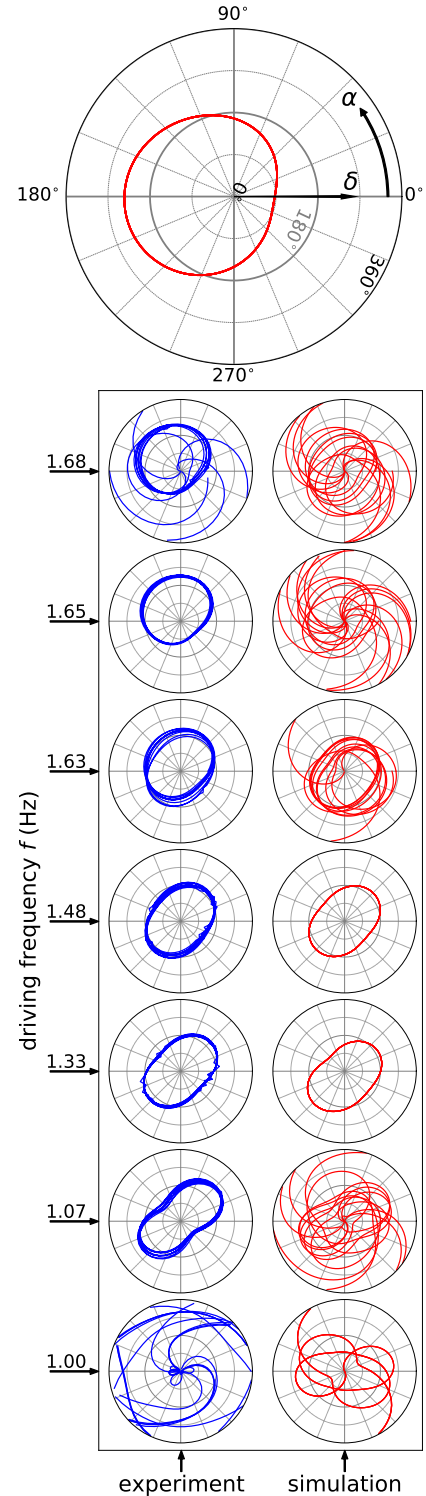 90°
α
180°
0°
δ
0°
180°
360°
270°
1.68
1.65
1.63
1.48
1.33
1.07
1.00
driving frequency f (Hz)
experiment
simulation